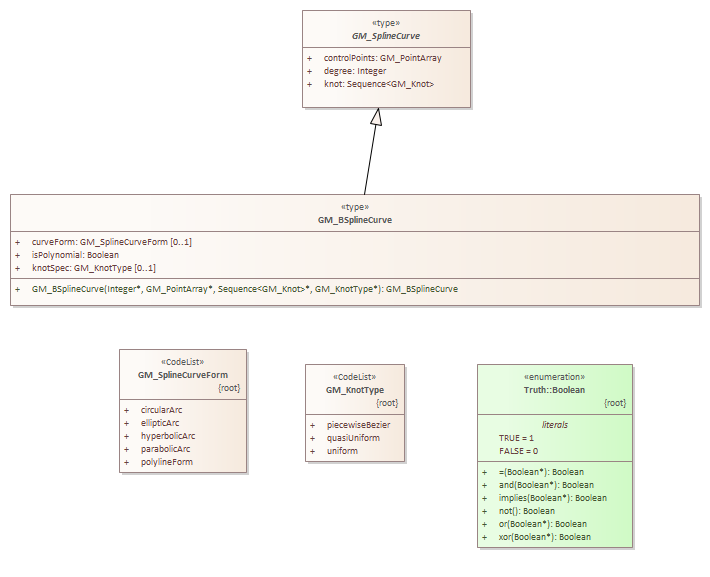 «type»
GM_SplineCurve
+ controlPoints: GM_PointArray
+ degree: Integer
+ knot: Sequence<GM_Knot>
«type»
GM_BSplineCurve
+ curveForm: GM_SplineCurveForm [0..1]
+ isPolynomial: Boolean
+ knotSpec: GM_KnotType [0..1]
+ GM_BSplineCurve(Integer*, GM_PointArray*, Sequence<GM_Knot>*, GM_KnotType*): GM_BSplineCurve
«CodeList»
GM_SplineCurveForm
{root}
+ circularArc
+ ellipticArc
+ hyperbolicArc
+ parabolicArc
+ polylineForm
«CodeList»
GM_KnotType
{root}
+ piecewiseBezier
+ quasiUniform
+ uniform
«enumeration»
Truth::Boolean
{root}
literals
TRUE = 1
FALSE = 0
+ =(Boolean*): Boolean
+ and(Boolean*): Boolean
+ implies(Boolean*): Boolean
+ not(): Boolean
+ or(Boolean*): Boolean
+ xor(Boolean*): Boolean